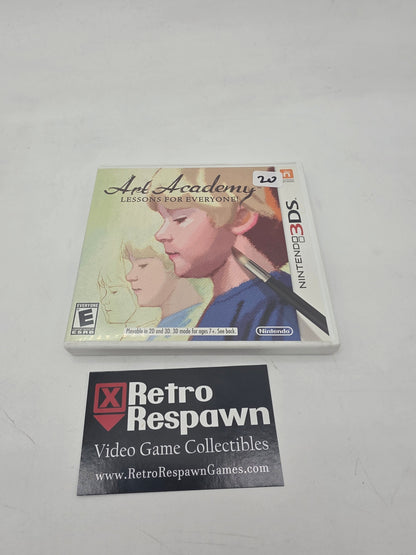 Art Academy
LESSONS FOR EVERYONE!
20
NINTENDO 3DS
EVERYONE
E
ESRB
Playable in 2D and 3D. 3D mode for ages 7+. See back.
Nintendo
Retro
Respawn
Video Game Collectibles
www.RetroRespawnGames.com